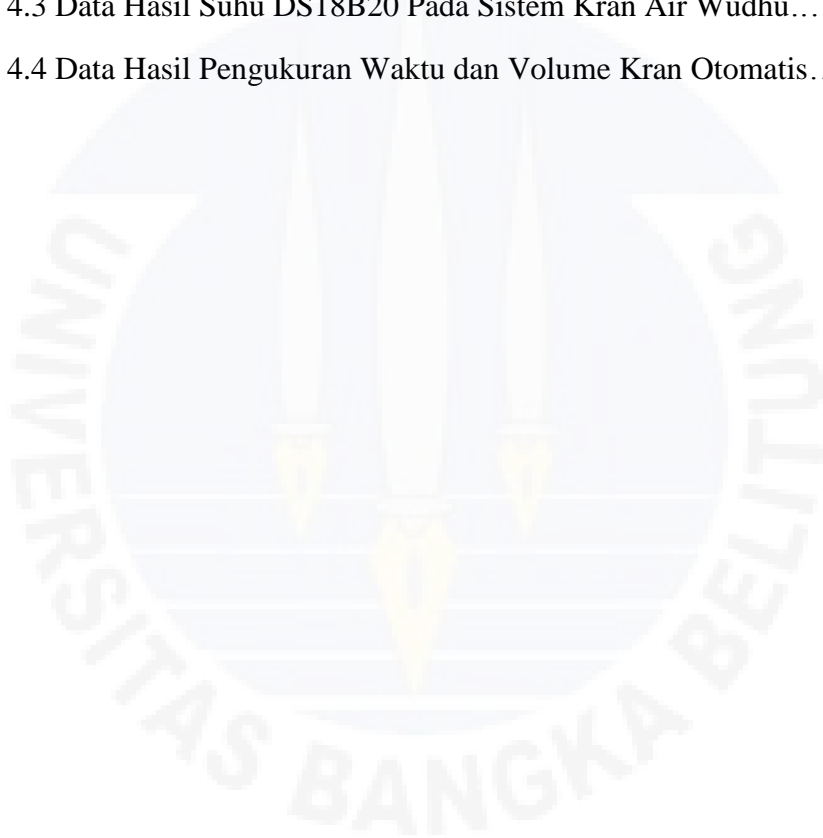 4.3 Data Hasil Suhu DS18B20 Pada Sistem Kran Air Wudhu…
4.4 Data Hasil Pengukuran Waktu dan Volume Kran Otomatis…
UNIVERSITAS BANGKA BELITUNG